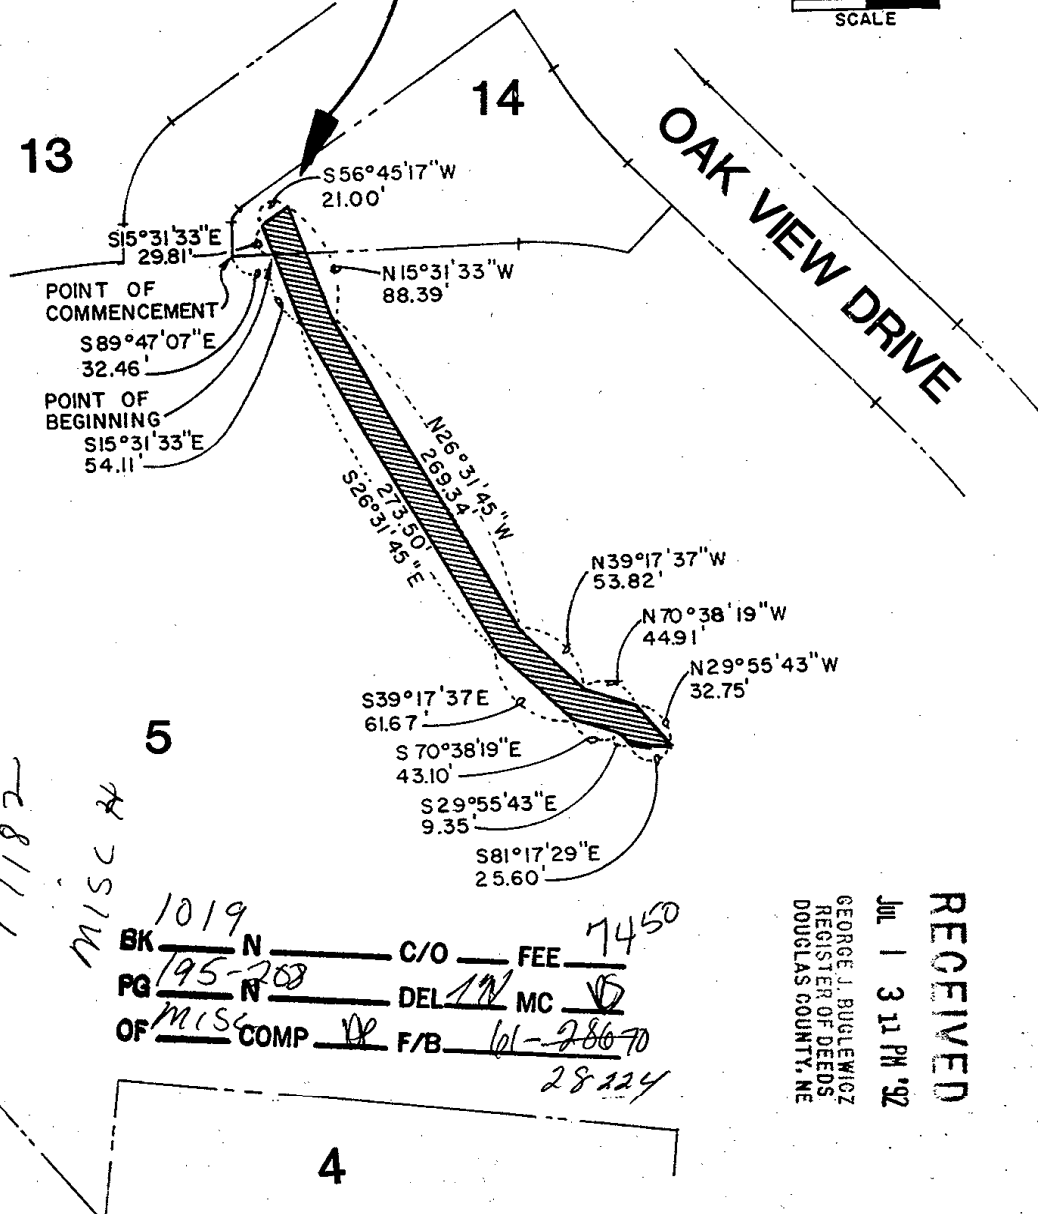 SCALE
14
13
OAK VIEW DRIVE
S56°45'17"W
21.00'
S15°31'33"E
29.81'
N15°31'33"W
88.39'
POINT OF
COMMENCEMENT
S89°47'07"E
32.46'
POINT OF
BEGINNING
S15°31'33"E
54.11'
N26°31'45"W
269.34'
273.50'
S26°31'45"E
N39°17'37"W
53.82'
N70°38'19"W
44.91'
N29°55'43"W
32.75'
S39°17'37E
61.67'
S70°38'19"E
43.10'
S29°55'43"E
9.35'
S81°17'29"E
25.60'
5
MISC
BK 1019 N C/O FEE 74 50
PG 195-208 N DEL MC
OF MISC COMP F/B 61-28670
28224
4
RECEIVED
JUL 1 3 11 PM '92
GEORGE J. BUGLEWICZ
REGISTER OF DEEDS
DOUGLAS COUNTY, NE